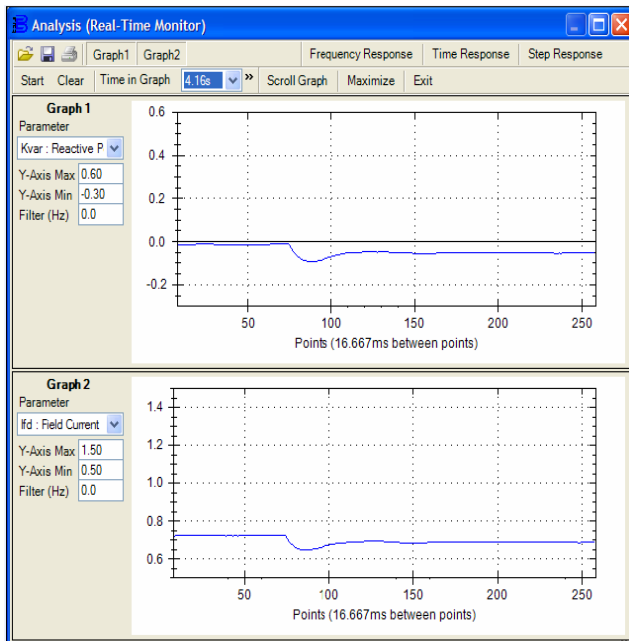 Analysis (Real-Time Monitor)
Graph1 Graph2 Frequency Response Time Response Step Response
Start Clear Time in Graph 4.16s » Scroll Graph Maximize Exit
Graph 1
Parameter
Kvar : Reactive P
Y-Axis Max 0.60
Y-Axis Min -0.30
Filter (Hz) 0.0
0.6
0.4
0.2
0.0
-0.2
50 100 150 200 250
Points (16.667ms between points)
Graph 2
Parameter
Ifd : Field Current
Y-Axis Max 1.50
Y-Axis Min 0.50
Filter (Hz) 0.0
1.4
1.2
1.0
0.8
0.6
50 100 150 200 250
Points (16.667ms between points)